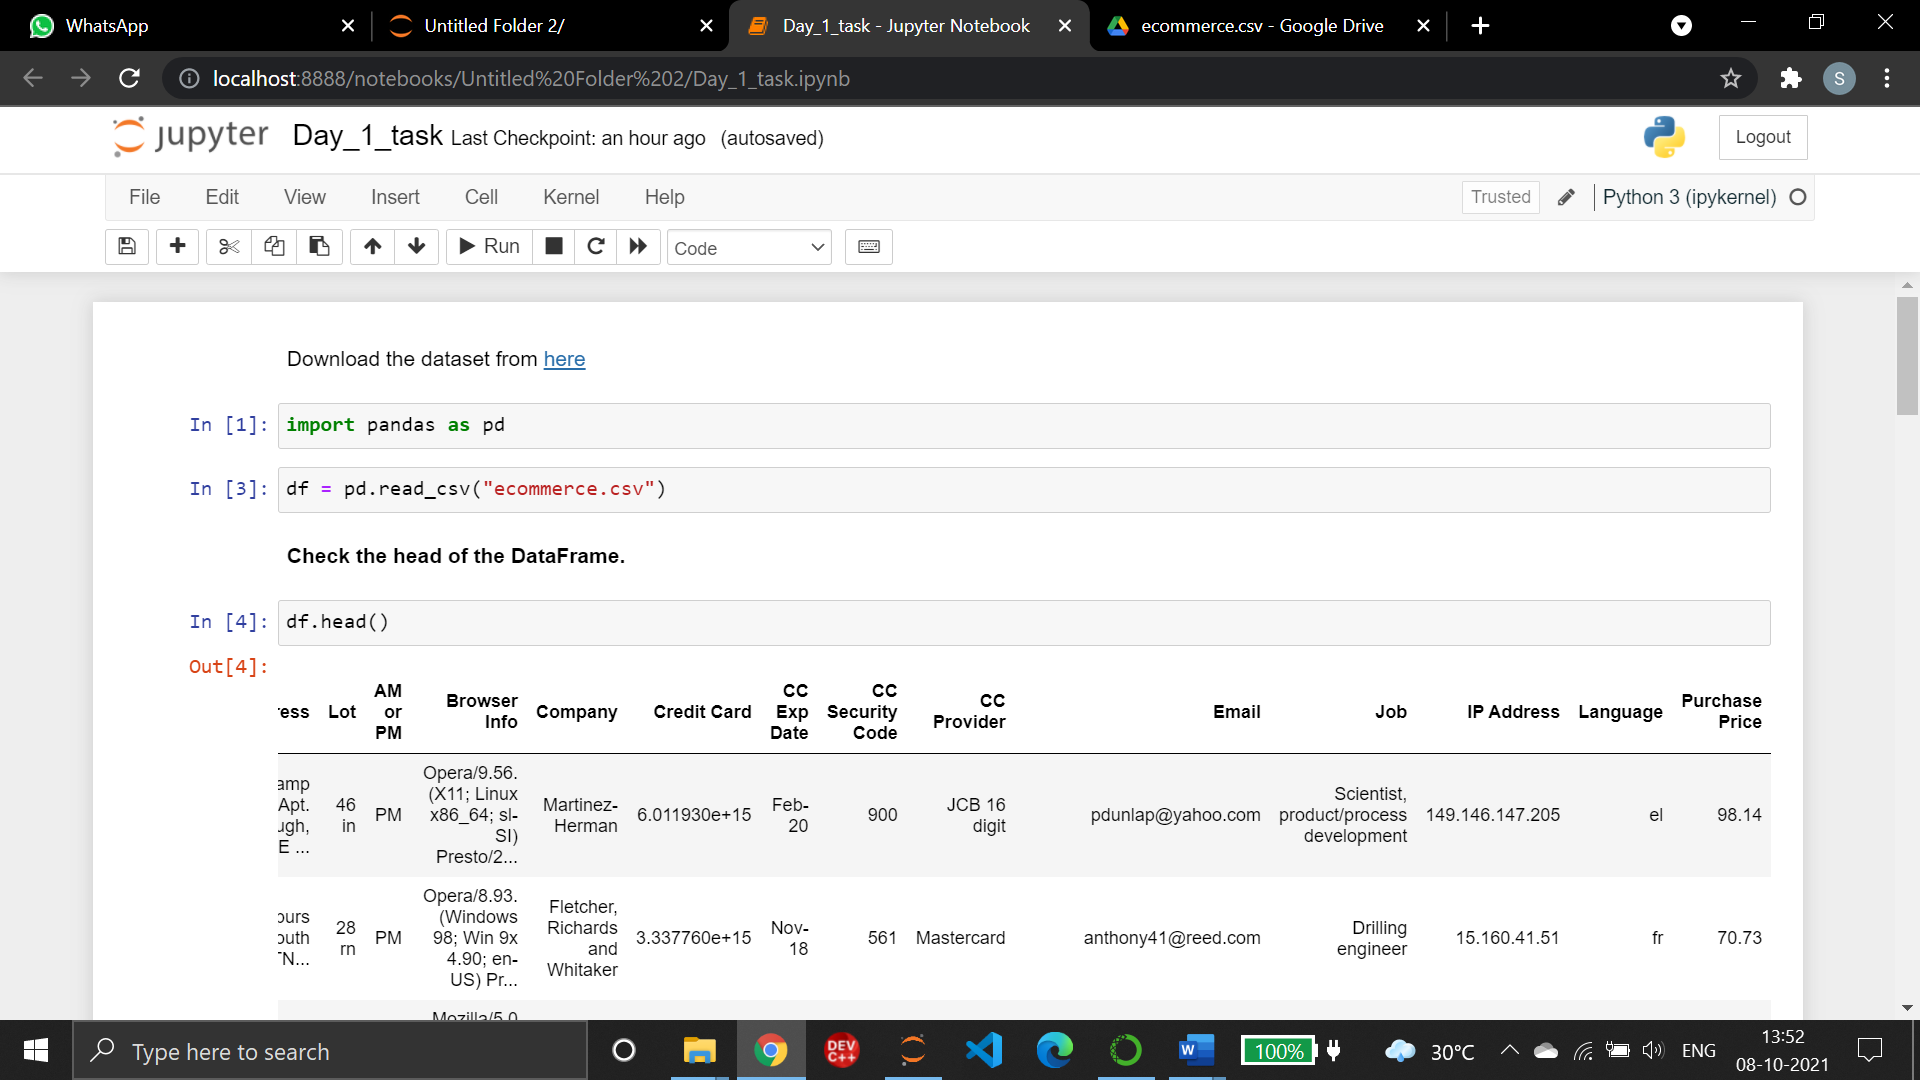 WhatsApp
Untitled Folder 2/
Day_1_task - Jupyter Notebook
ecommerce.csv - Google Drive
localhost:8888/notebooks/Untitled%20Folder%202/Day_1_task.ipynb
S
jupyter Day_1_task Last Checkpoint: an hour ago (autosaved)
Logout
File Edit View Insert Cell Kernel Help
Trusted
Python 3 (ipykernel)
Run
Code
Download the dataset from here
In [1]: import pandas as pd
In [3]: df = pd.read_csv("ecommerce.csv")
Check the head of the DataFrame.
In [4]: df.head()
Out[4]:
ress Lot AM or PM Browser Info Company Credit Card CC Exp Date CC Security Code CC Provider Email Job IP Address Language Purchase Price
amp Apt. ugh, E ... 46 in PM Opera/9.56. (X11; Linux x86_64; sl-SI) Presto/2... Martinez-Herman 6.011930e+15 Feb-20 900 JCB 16 digit pdunlap@yahoo.com Scientist, product/process development 149.146.147.205 el 98.14
ours outh TN... 28 rn PM Opera/8.93. (Windows 98; Win 9x 4.90; en-US) Pr... Fletcher, Richards and Whitaker 3.337760e+15 Nov-18 561 Mastercard anthony41@reed.com Drilling engineer 15.160.41.51 fr 70.73
Mozilla/5.0
Type here to search
DEV C++
W
100%
30°C
ENG
13:52
08-10-2021